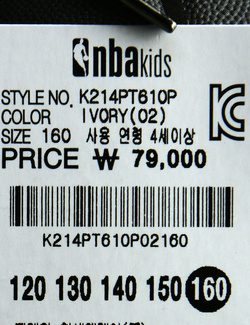 nbakids
STYLE NO. K214PT610P
COLOR IVORY(02)
SIZE 160 사용 연령 4세이상
PRICE ₩ 79,000
K214PT610P02160
120 130 140 150 160